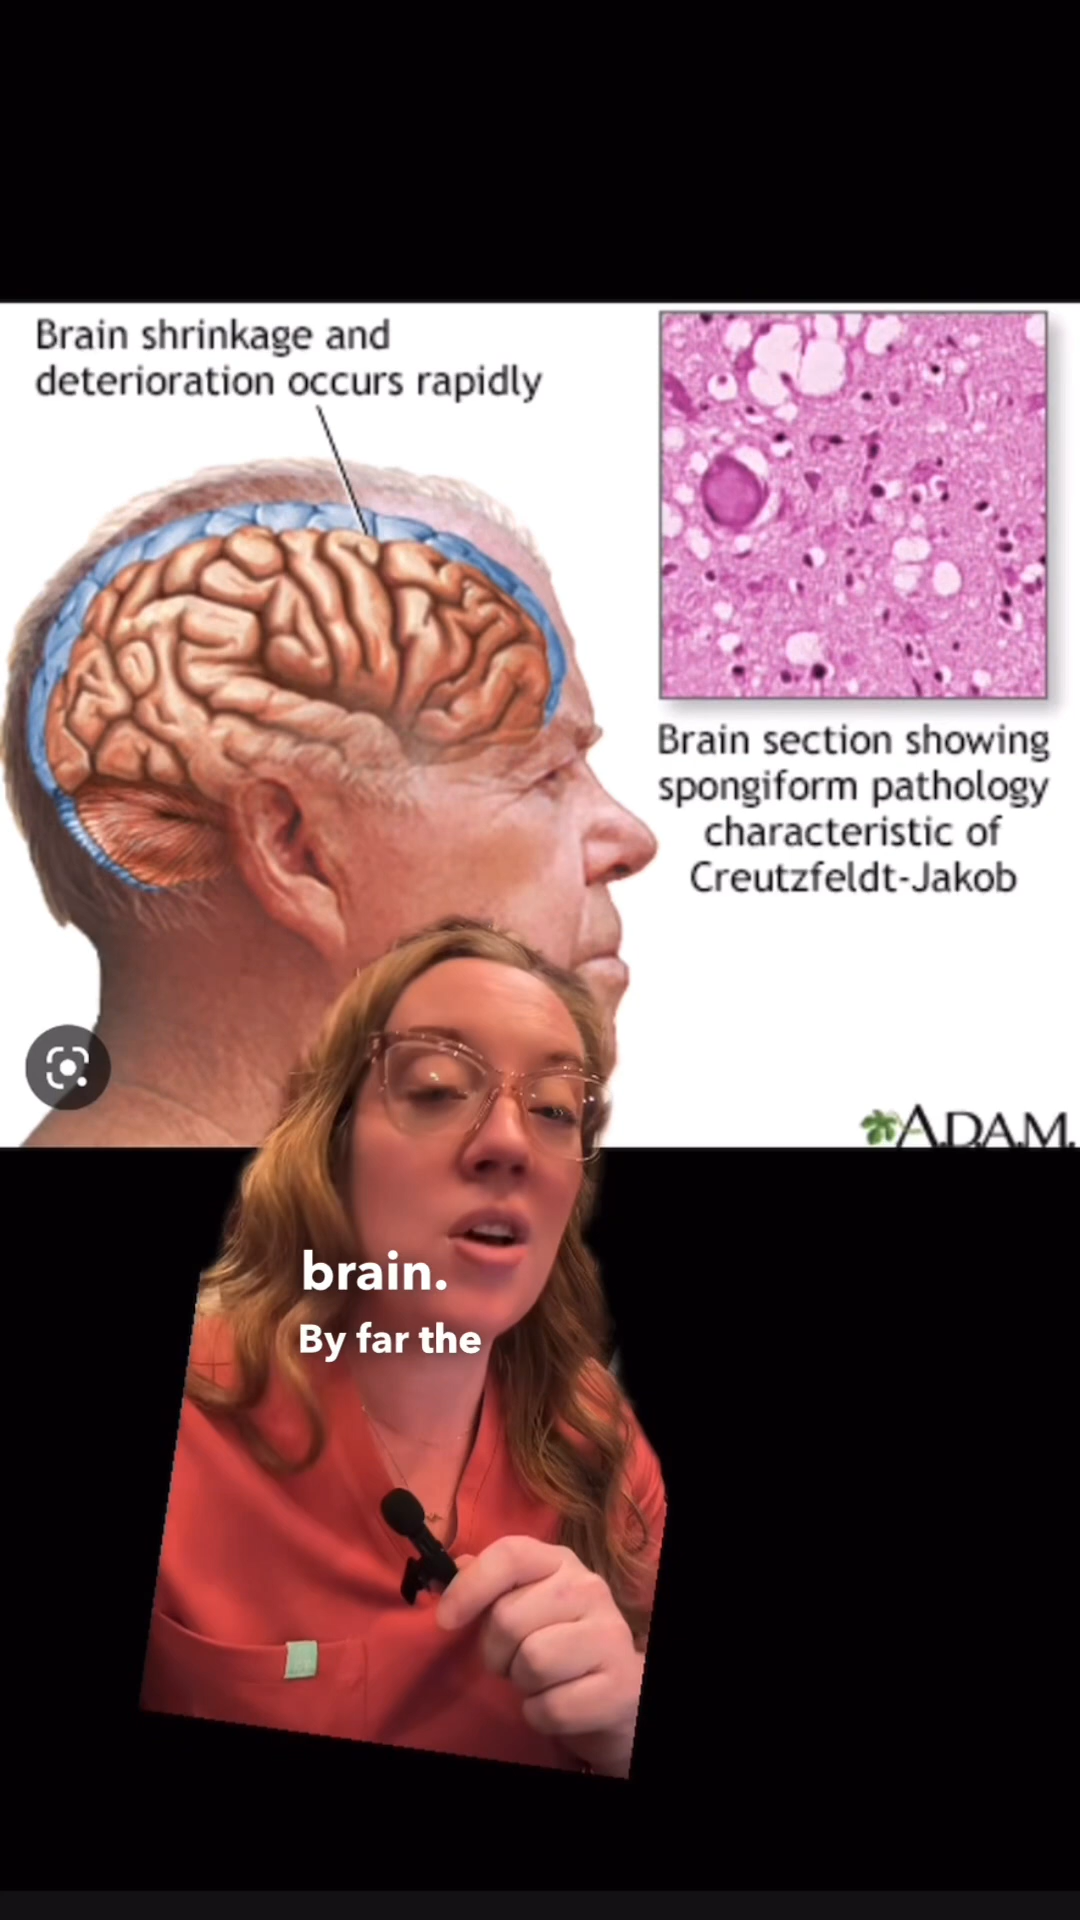 Brain shrinkage and
deterioration occurs rapidly
Brain section showing
spongiform pathology
characteristic of
Creutzfeldt-Jakob
A.D.A.M.
brain.
By far the